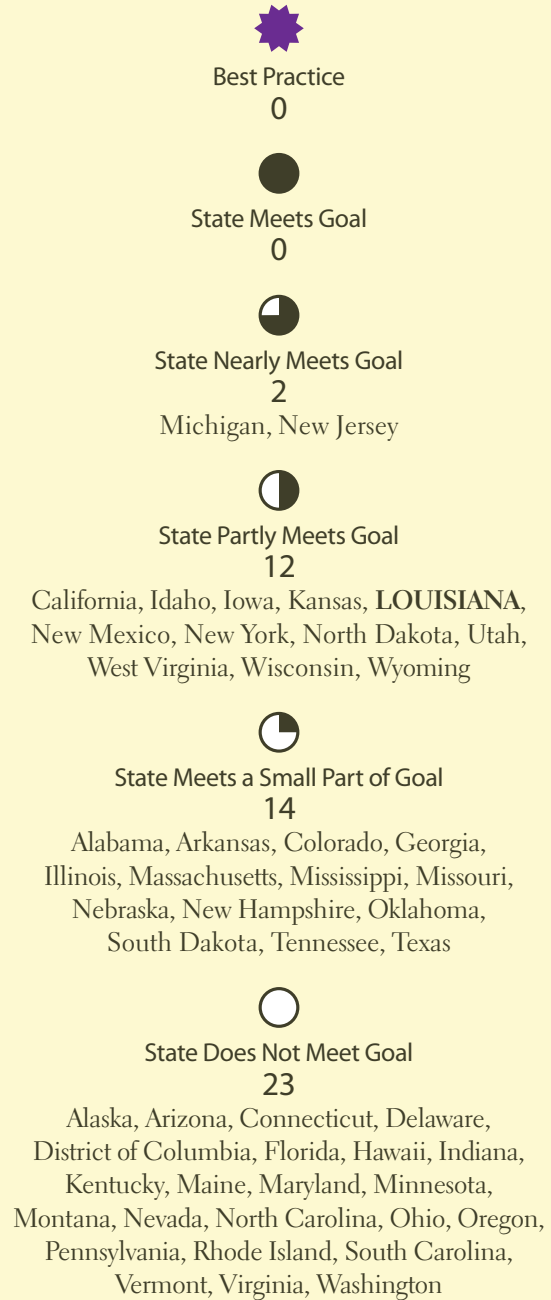 Best Practice
0
State Meets Goal
0
State Nearly Meets Goal
2
Michigan, New Jersey
State Partly Meets Goal
12
California, Idaho, Iowa, Kansas, LOUISIANA,
New Mexico, New York, North Dakota, Utah,
West Virginia, Wisconsin, Wyoming
State Meets a Small Part of Goal
14
Alabama, Arkansas, Colorado, Georgia,
Illinois, Massachusetts, Mississippi, Missouri,
Nebraska, New Hampshire, Oklahoma,
South Dakota, Tennessee, Texas
State Does Not Meet Goal
23
Alaska, Arizona, Connecticut, Delaware,
District of Columbia, Florida, Hawaii, Indiana,
Kentucky, Maine, Maryland, Minnesota,
Montana, Nevada, North Carolina, Ohio, Oregon,
Pennsylvania, Rhode Island, South Carolina,
Vermont, Virginia, Washington